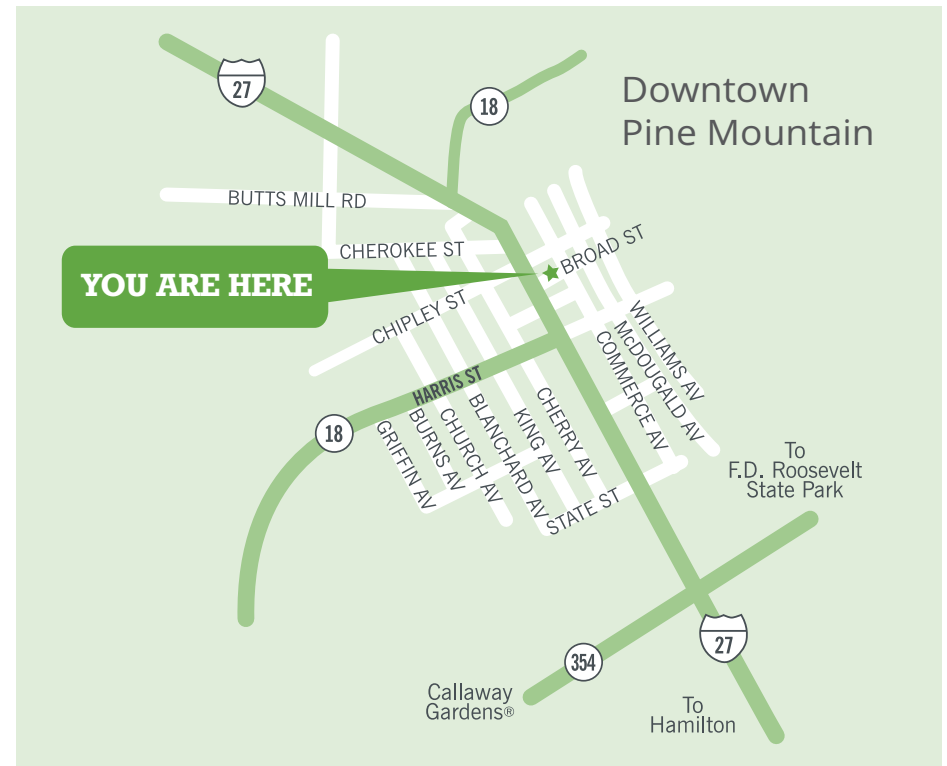 27
18
Downtown
Pine Mountain
BUTTS MILL RD
CHEROKEE ST
BROAD ST
YOU ARE HERE
CHIPLEY ST
WILLIAMS AV
McDOUGALD AV
COMMERCE AV
HARRIS ST
18
GRIFFIN AV
BURNS AV
CHURCH AV
BLANCHARD AV
KING AV
CHERRY AV
STATE ST
To
F.D. Roosevelt
State Park
27
354
Callaway
Gardens®
To
Hamilton